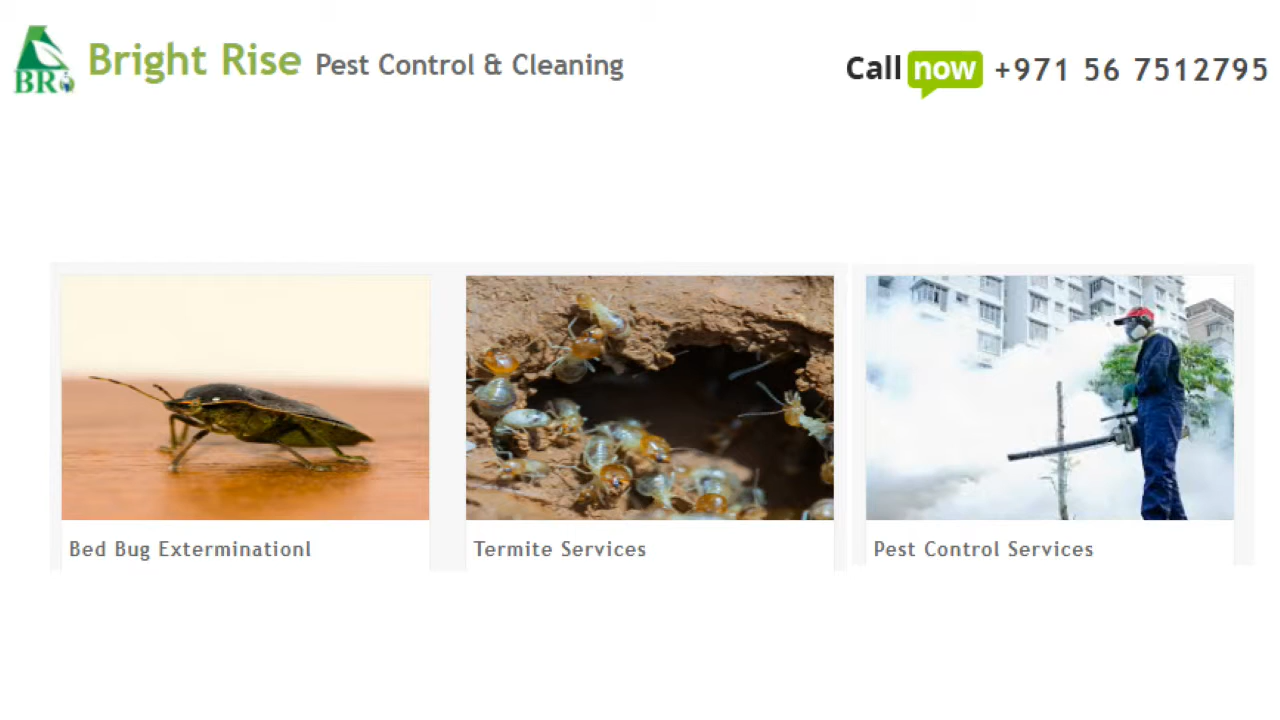 BR
Bright Rise Pest Control & Cleaning
Call now +971 56 7512795
Bed Bug Exterminationl
Termite Services
Pest Control Services